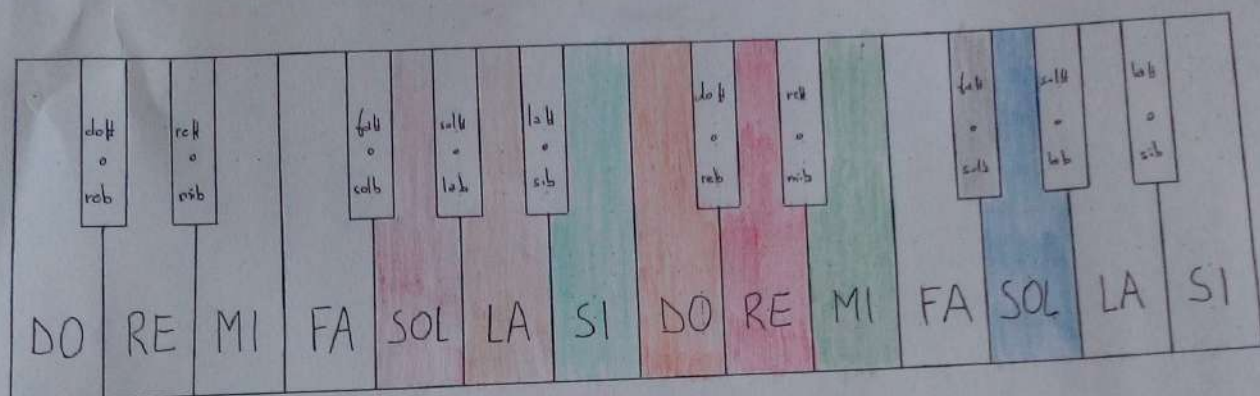 do# re# fa# sol# la# do# re# fa# sol# la#
reb mib solb lab sib reb mib solb lab sib
DO RE MI FA SOL LA SI DO RE MI FA SOL LA SI